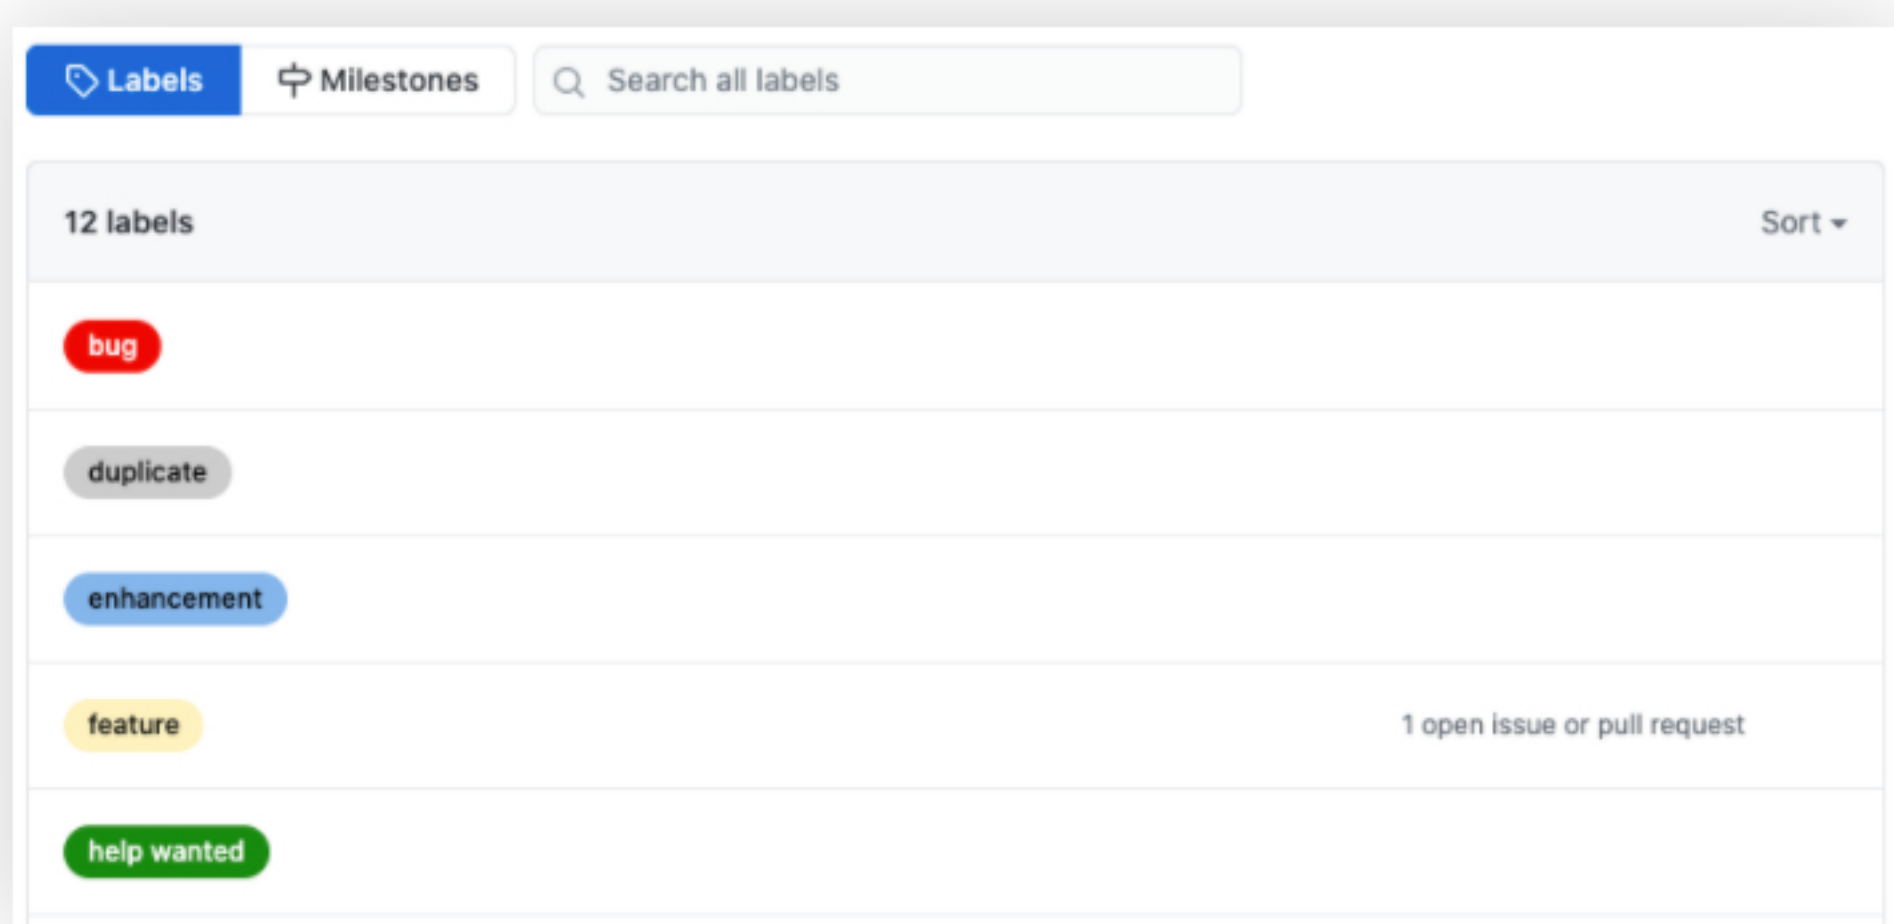 Labels Milestones Search all labels
12 labels Sort
bug
duplicate
enhancement
feature 1 open issue or pull request
help wanted